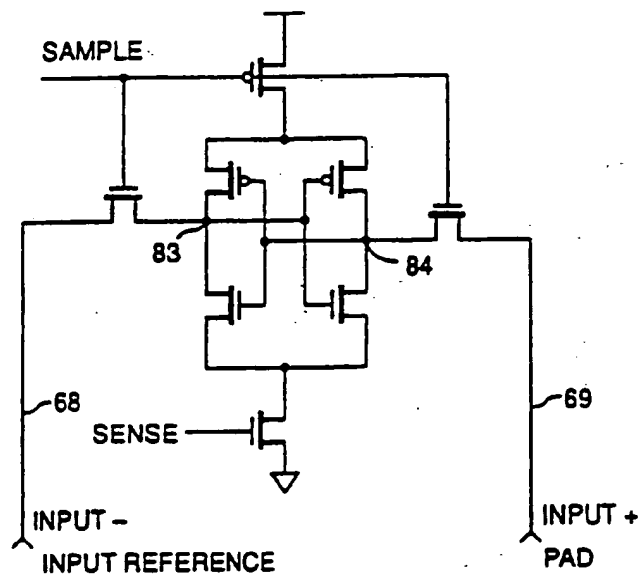 SAMPLE
83
84
68
69
SENSE
INPUT –
INPUT REFERENCE
INPUT +
PAD